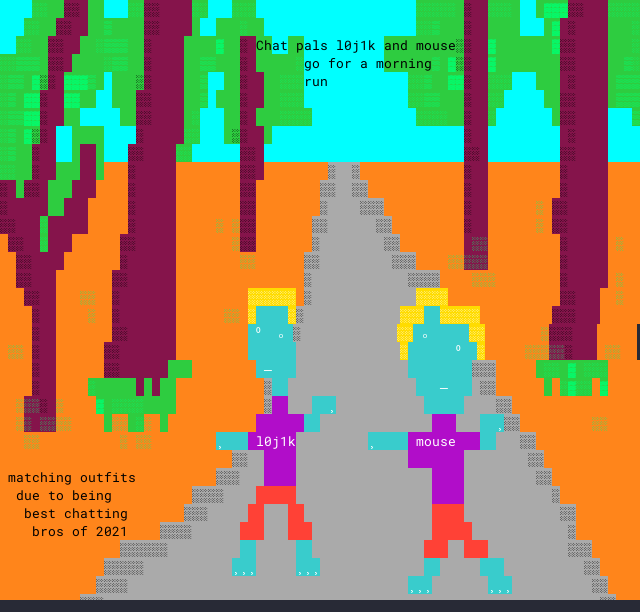 Chat pals l0j1k and mouse
go for a morning
run
l0j1k
mouse
matching outfits
due to being
best chatting
bros of 2021